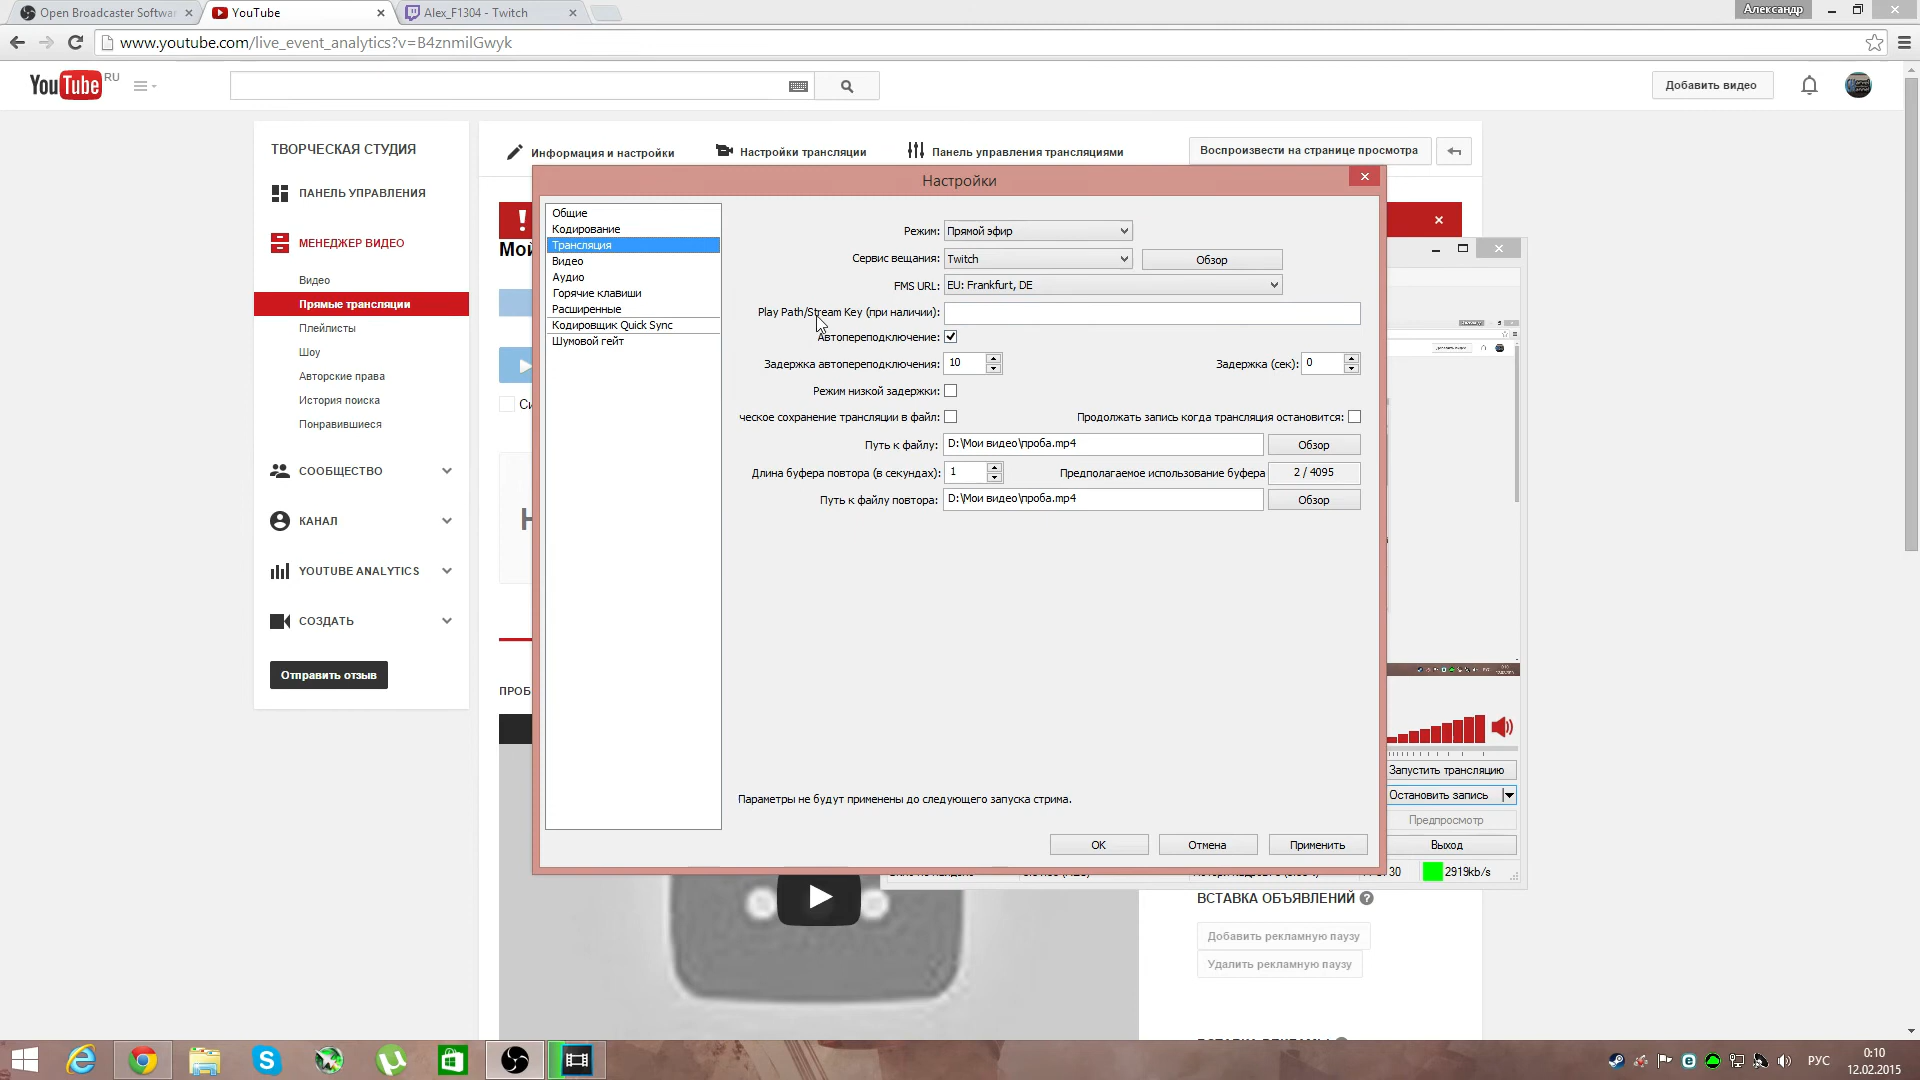 Open Broadcaster Softwar
YouTube
Alex_F1304 - Twitch
Александр
www.youtube.com/live_event_analytics?v=B4znmilGwyk
YouTube RU
Добавить видео
ТВОРЧЕСКАЯ СТУДИЯ
ПАНЕЛЬ УПРАВЛЕНИЯ
МЕНЕДЖЕР ВИДЕО
Видео
Прямые трансляции
Плейлисты
Шоу
Авторские права
История поиска
Понравившиеся
СООБЩЕСТВО
КАНАЛ
YOUTUBE ANALYTICS
СОЗДАТЬ
Отправить отзыв
Информация и настройки
Настройки трансляции
Панель управления трансляциями
Воспроизвести на странице просмотра
Мой
Си
Н
ПРОБ
Настройки
Общие
Кодирование
Трансляция
Видео
Аудио
Горячие клавиши
Расширенные
Кодировщик Quick Sync
Шумовой гейт
Режим: Прямой эфир
Сервис вещания: Twitch Обзор
FMS URL: EU: Frankfurt, DE
Play Path/Stream Key (при наличии):
Автопереподключение:
Задержка автопереподключения: 10 Задержка (сек): 0
Режим низкой задержки:
ческое сохранение трансляции в файл: Продолжать запись когда трансляция остановится:
Путь к файлу: D:\Мои видео\проба.mp4 Обзор
Длина буфера повтора (в секундах): 1 Предполагаемое использование буфера 2 / 4095
Путь к файлу повтора: D:\Мои видео\проба.mp4 Обзор
Параметры не будут применены до следующего запуска стрима.
OK Отмена Применить
Запустить трансляцию
Остановить запись
Предпросмотр
Выход
30 2919kb/s
ВСТАВКА ОБЪЯВЛЕНИЙ
Добавить рекламную паузу
Удалить рекламную паузу
РУС
0:10
12.02.2015